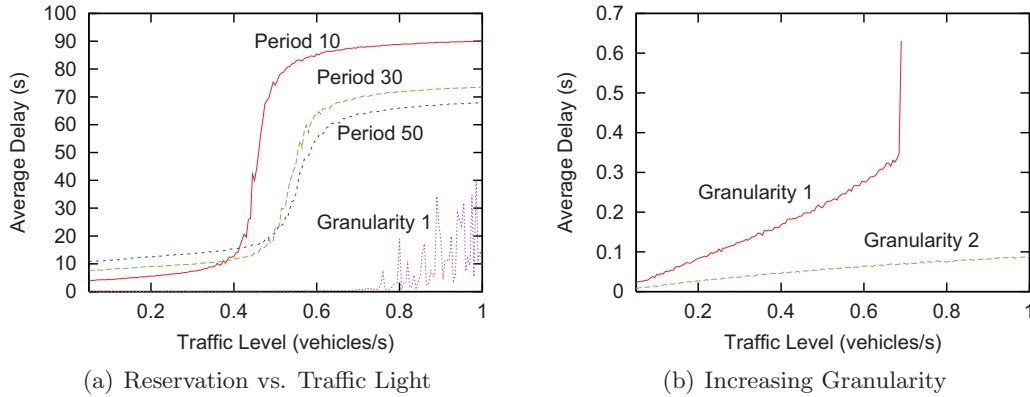 100
90
80
70
60
50
40
30
20
10
0
Average Delay (s)
Period 10
Period 30
Period 50
Granularity 1
0.2
0.4
0.6
0.8
1
Traffic Level (vehicles/s)
(a) Reservation vs. Traffic Light
0.7
0.6
0.5
0.4
0.3
0.2
0.1
0
Average Delay (s)
Granularity 1
Granularity 2
0.2
0.4
0.6
0.8
1
Traffic Level (vehicles/s)
(b) Increasing Granularity